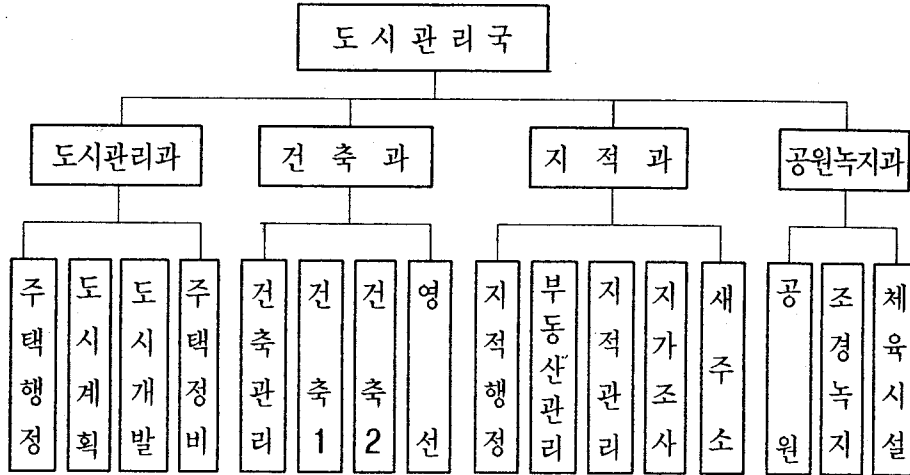 도 시 관 리 국
도시관리과
건 축 과
지 적 과
공원녹지과
주택행정
도시계획
도시개발
주택정비
건축관리
건축1
건축2
영선
지적행정
부동산관리
지적관리
지가조사
새주소
공원
조경녹지
체육시설